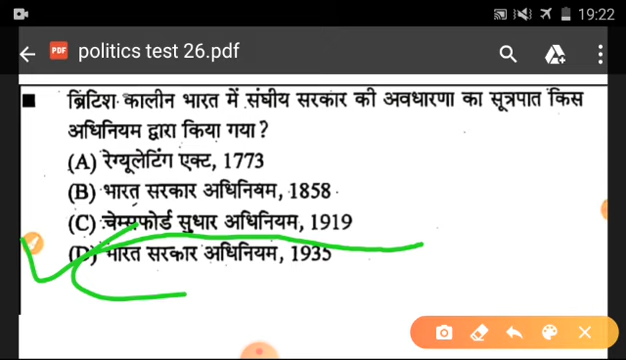 19:22
PDF politics test 26.pdf
ब्रिटिश कालीन भारत में संघीय सरकार की अवधारणा का सूत्रपात किस
अधिनियम द्वारा किया गया?
(A) रेग्यूलेटिंग एक्ट, 1773
(B) भारत सरकार अधिनियम, 1858
(C) चेम्सफोर्ड सुधार अधिनियम, 1919
(D) भारत सरकार अधिनियम, 1935